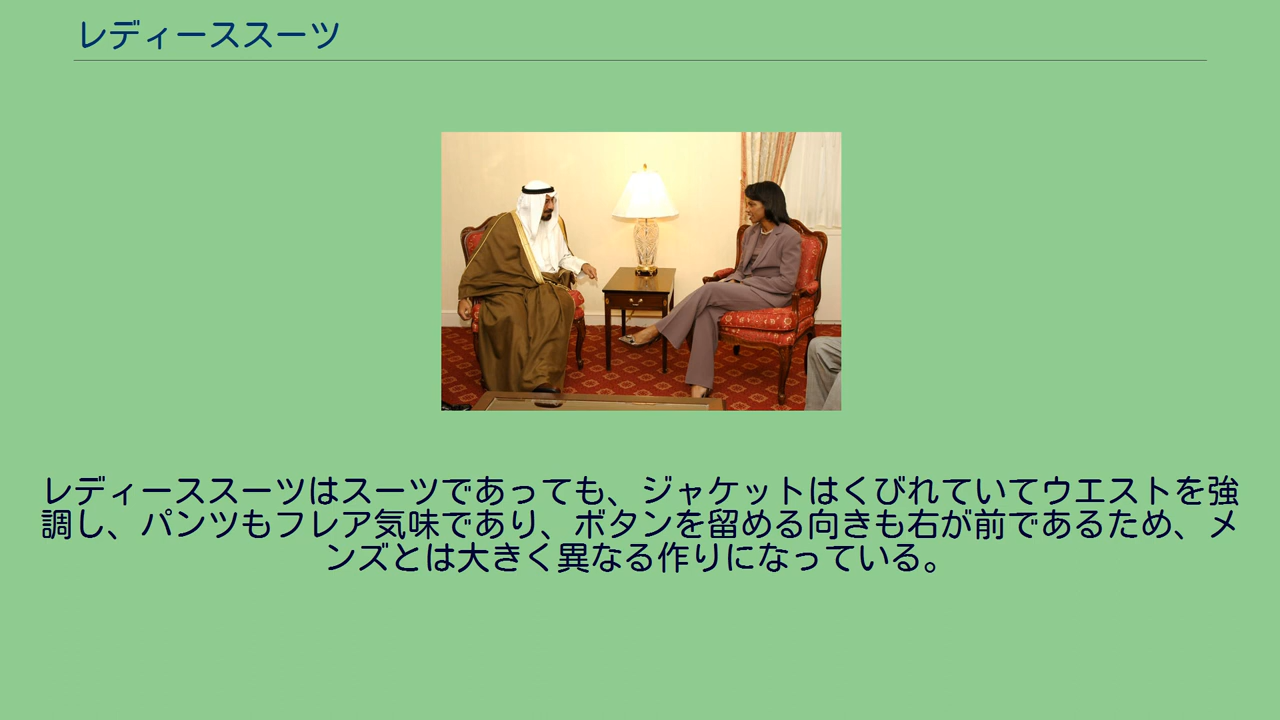 レディーススーツ
レディーススーツはスーツであっても、ジャケットはくびれていてウエストを強
調し、パンツもフレア気味であり、ボタンを留める向きも右が前であるため、メ
ンズとは大きく異なる作りになっている。